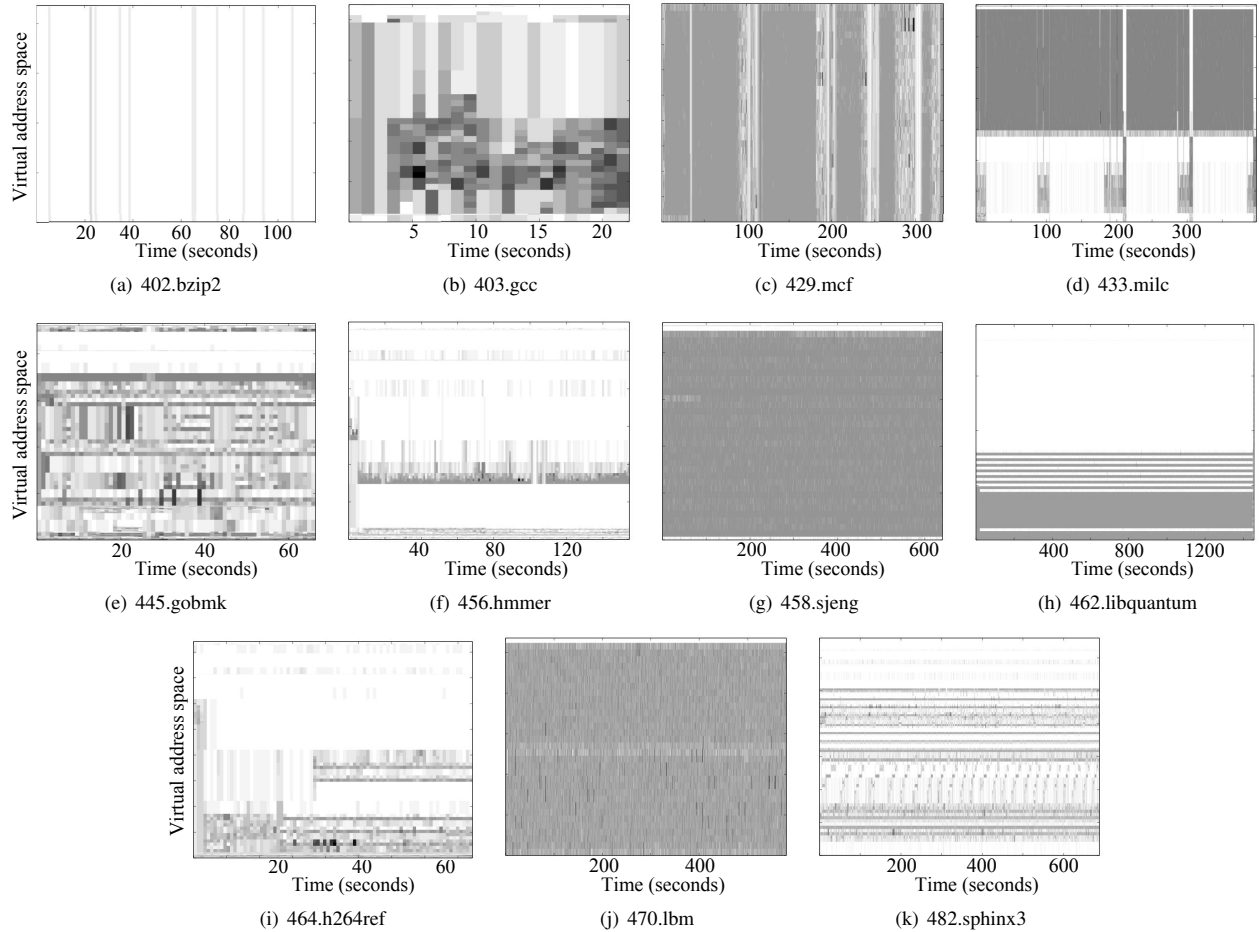 Virtual address space
20 40 60 80 100
Time (seconds)
(a) 402.bzip2
5 10 15 20
Time (seconds)
(b) 403.gcc
100 200 300
Time (seconds)
(c) 429.mcf
100 200 300
Time (seconds)
(d) 433.milc
Virtual address space
20 40 60
Time (seconds)
(e) 445.gobmk
40 80 120
Time (seconds)
(f) 456.hmmer
200 400 600
Time (seconds)
(g) 458.sjeng
400 800 1200
Time (seconds)
(h) 462.libquantum
Virtual address space
20 40 60
Time (seconds)
(i) 464.h264ref
200 400
Time (seconds)
(j) 470.lbm
200 400 600
Time (seconds)
(k) 482.sphinx3